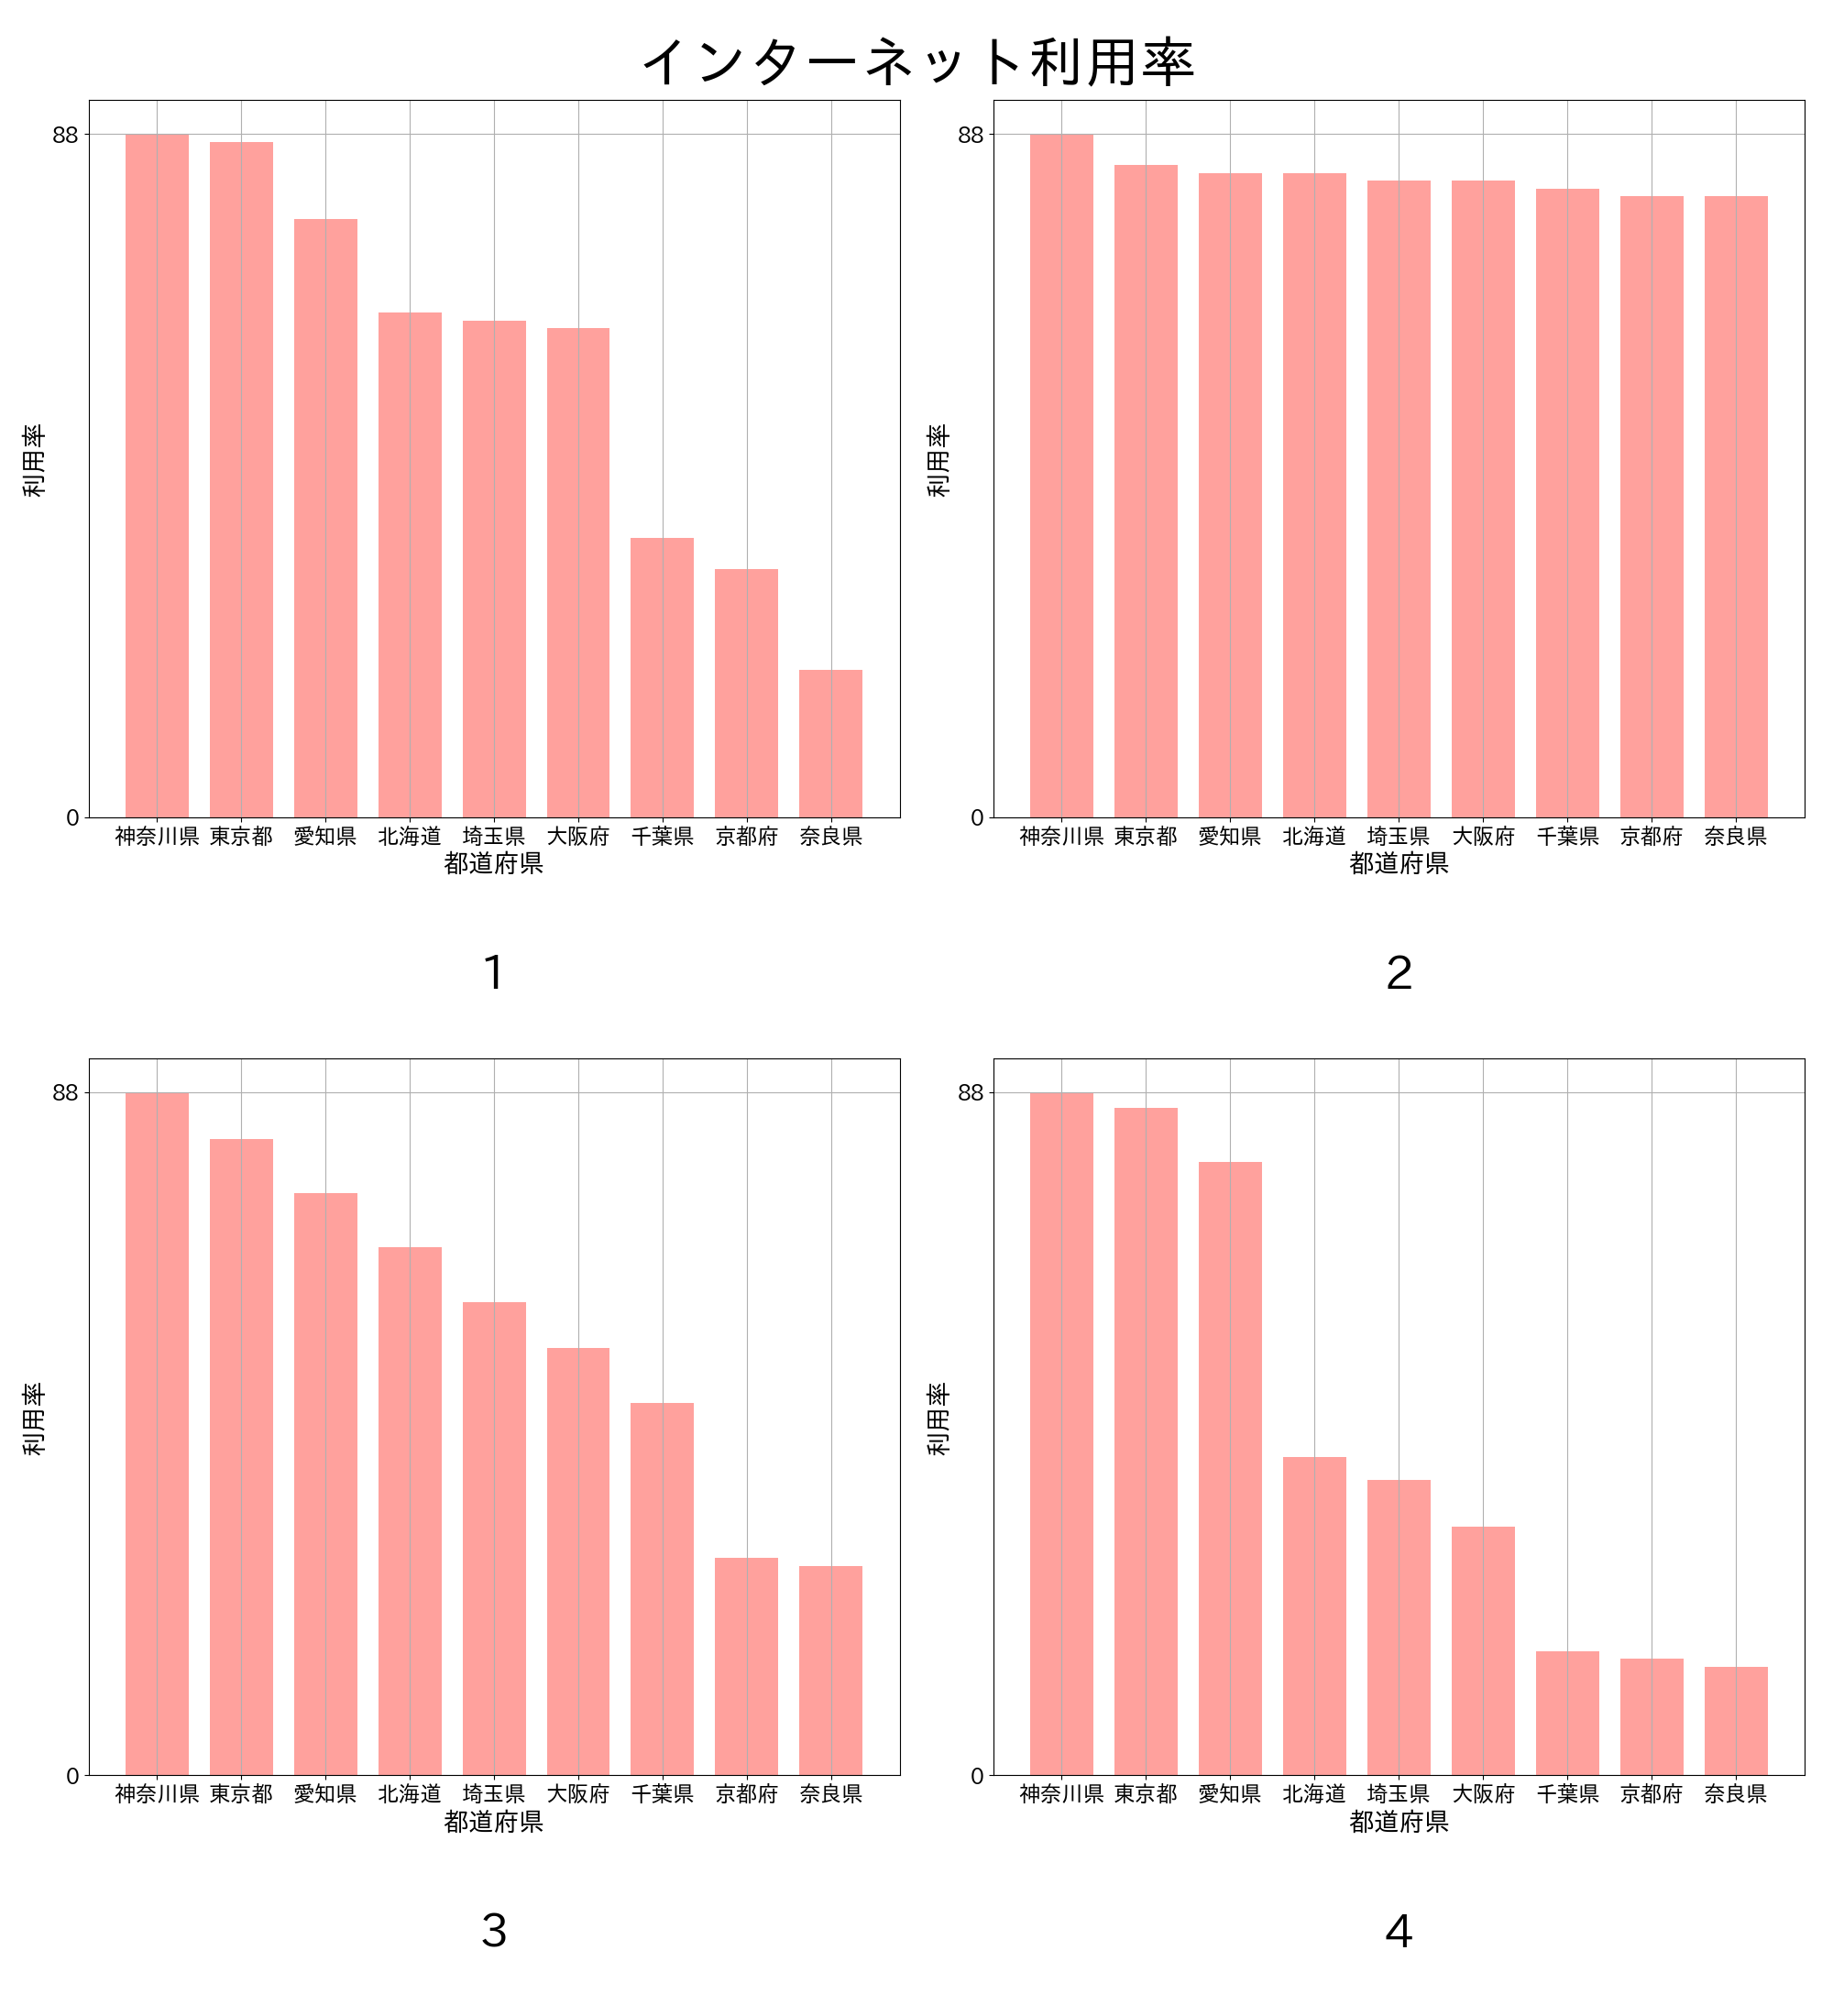 インターネット利用率
88
0
利用率
神奈川県 東京都 愛知県 北海道 埼玉県 大阪府 千葉県 京都府 奈良県
都道府県
1
88
0
利用率
神奈川県 東京都 愛知県 北海道 埼玉県 大阪府 千葉県 京都府 奈良県
都道府県
2
88
0
利用率
神奈川県 東京都 愛知県 北海道 埼玉県 大阪府 千葉県 京都府 奈良県
都道府県
3
88
0
利用率
神奈川県 東京都 愛知県 北海道 埼玉県 大阪府 千葉県 京都府 奈良県
都道府県
4